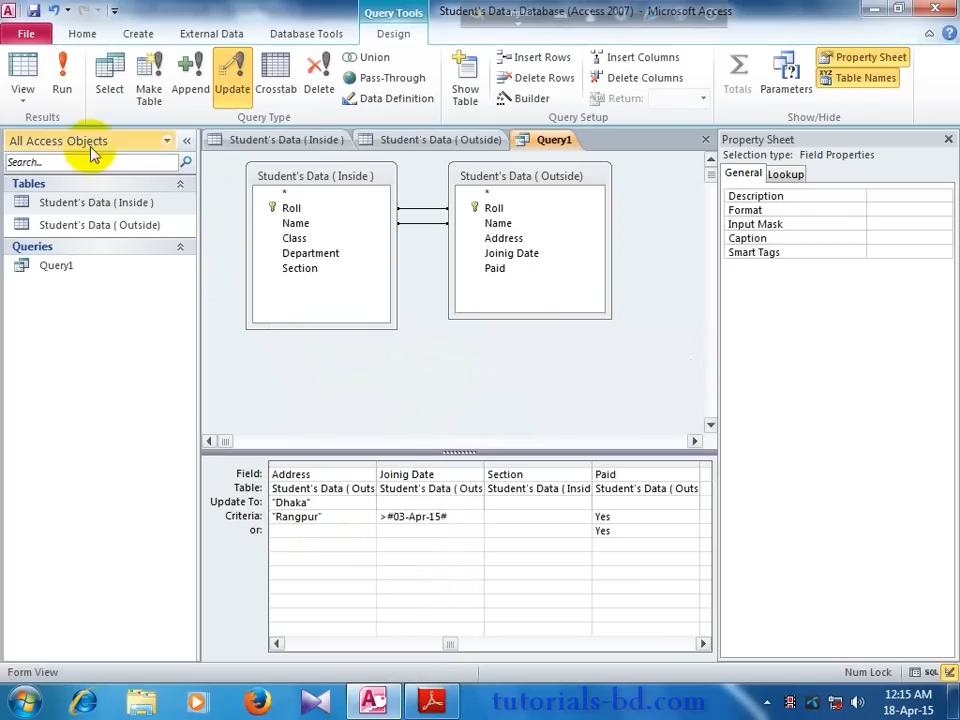 Query Tools
Student's Data : Database (Access 2007) - Microsoft Access
File
Home
Create
External Data
Database Tools
Design
View
Run
Select
Make Table
Append
Update
Crosstab
Delete
Union
Pass-Through
Data Definition
Show Table
Insert Rows
Delete Rows
Builder
Insert Columns
Delete Columns
Return:
Totals
Parameters
Property Sheet
Table Names
Results
Query Type
Query Setup
Show/Hide
All Access Objects
Search...
Tables
Student's Data ( Inside )
Student's Data ( Outside)
Queries
Query1
Student's Data ( Inside )
Student's Data ( Outside)
Query1
Student's Data ( Inside )
*
Roll
Name
Class
Department
Section
Student's Data ( Outside)
*
Roll
Name
Address
Joinig Date
Paid
Field: Address Joinig Date Section Paid
Table: Student's Data ( Outs Student's Data ( Outs Student's Data ( Insid Student's Data ( Outs
Update To: "Dhaka"
Criteria: "Rangpur" >#03-Apr-15# Yes
or: Yes
Property Sheet
Selection type: Field Properties
General
Lookup
Description
Format
Input Mask
Caption
Smart Tags
Form View
Num Lock
SQL
tutorials-bd.com
12:15 AM
18-Apr-15